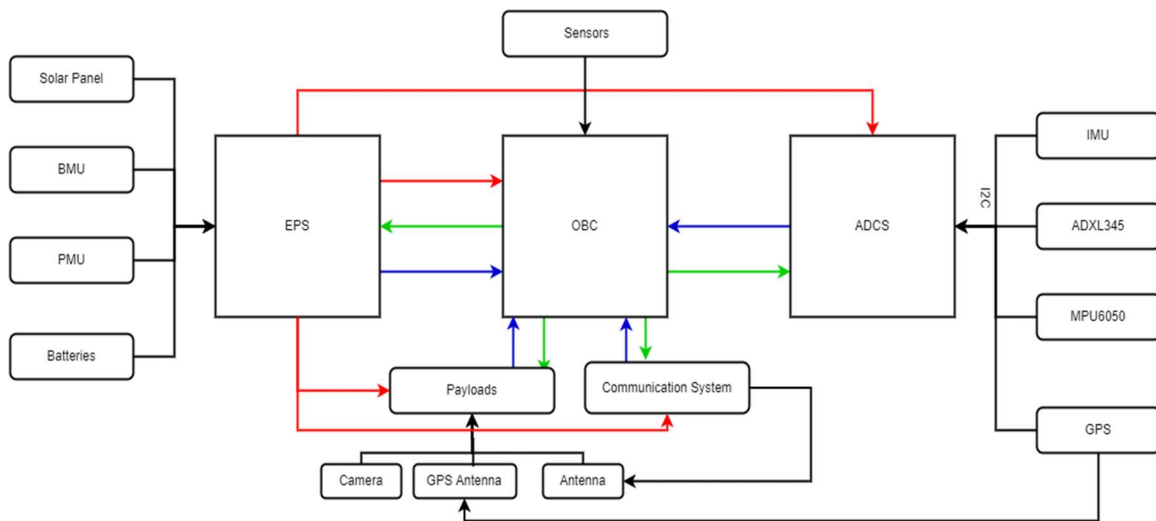 Sensors
Solar Panel
BMU
PMU
Batteries
EPS
OBC
ADCS
I2C
IMU
ADXL345
MPU6050
GPS
Payloads
Communication System
Camera
GPS Antenna
Antenna